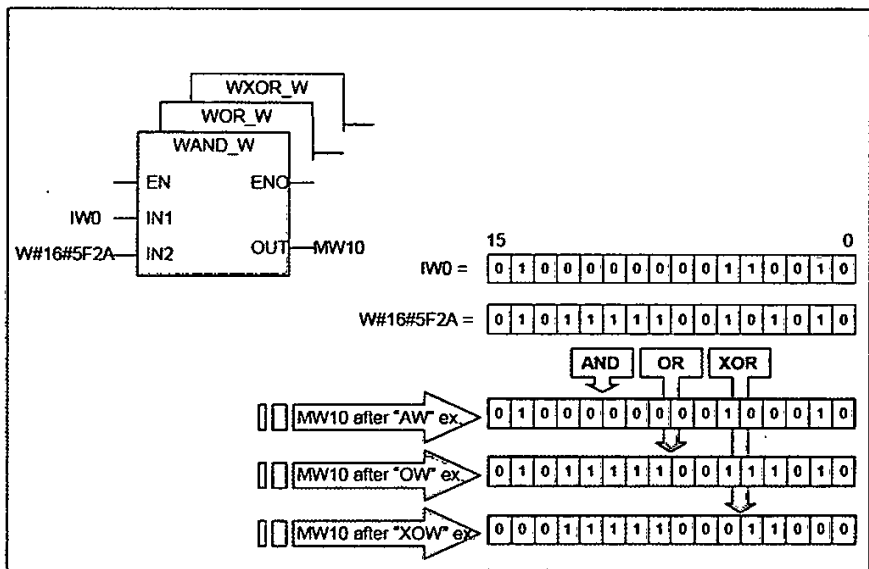 WXOR_W
WOR_W
WAND_W
EN ENO
IW0 IN1
W#16#5F2A IN2 OUT MW10
15 0
IW0 = 0 1 0 0 0 0 0 0 0 0 1 1 0 0 1 0
W#16#5F2A = 0 1 0 1 1 1 1 1 0 0 1 0 1 0 1 0
AND OR XOR
MW10 after "AW" ex. 0 1 0 0 0 0 0 0 0 0 1 0 0 0 1 0
MW10 after "OW" ex. 0 1 0 1 1 1 1 1 0 0 1 1 1 0 1 0
MW10 after "XOW" ex 0 0 0 1 1 1 1 1 0 0 0 1 1 0 0 0